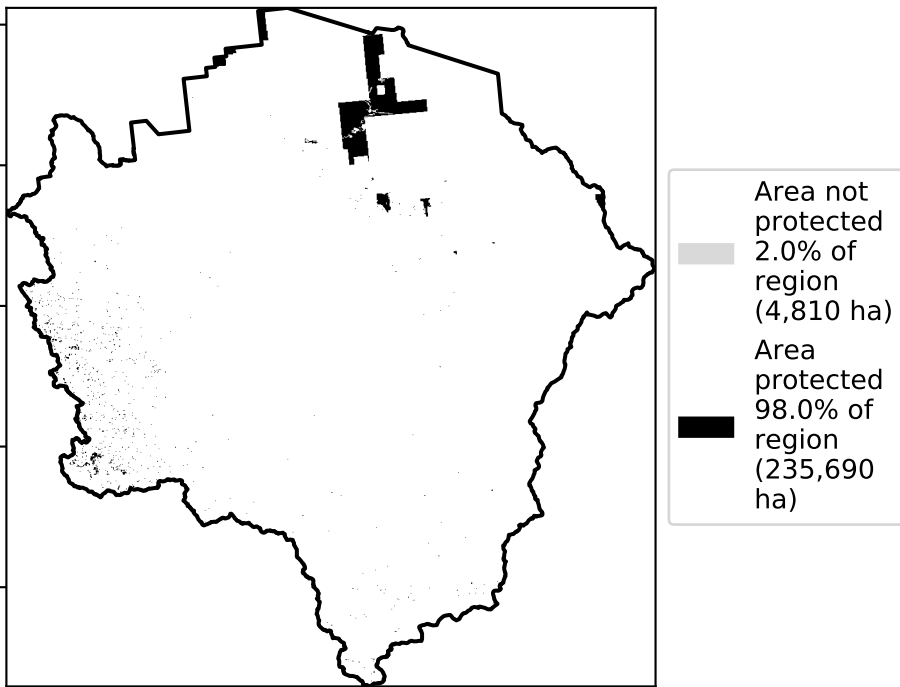 Area not
protected
2.0% of
region
(4,810 ha)
Area
protected
98.0% of
region
(235,690
ha)